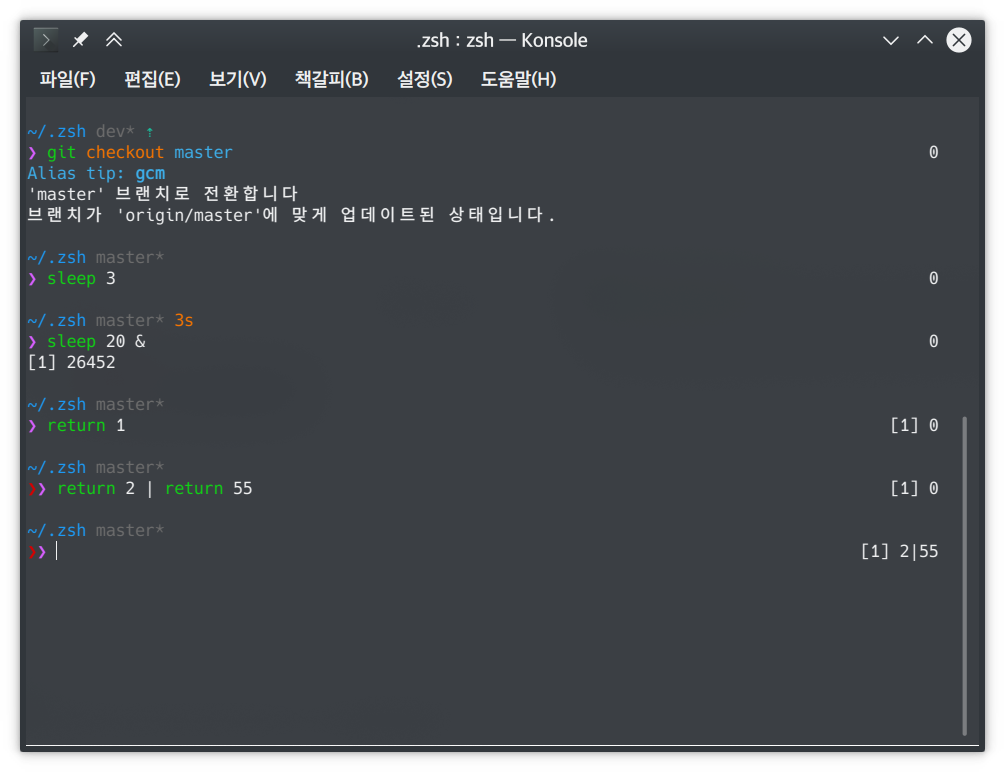 .zsh : zsh — Konsole
파일(F) 편집(E) 보기(V) 책갈피(B) 설정(S) 도움말(H)
~/.zsh dev* ↑
❯ git checkout master 0
Alias tip: gcm
'master' 브랜치로 전환합니다
브랜치가 'origin/master'에 맞게 업데이트된 상태입니다.
~/.zsh master*
❯ sleep 3 0
~/.zsh master* 3s
❯ sleep 20 & 0
[1] 26452
~/.zsh master*
❯ return 1 [1] 0
~/.zsh master*
❯❯ return 2 | return 55 [1] 0
~/.zsh master*
❯❯ [1] 2|55